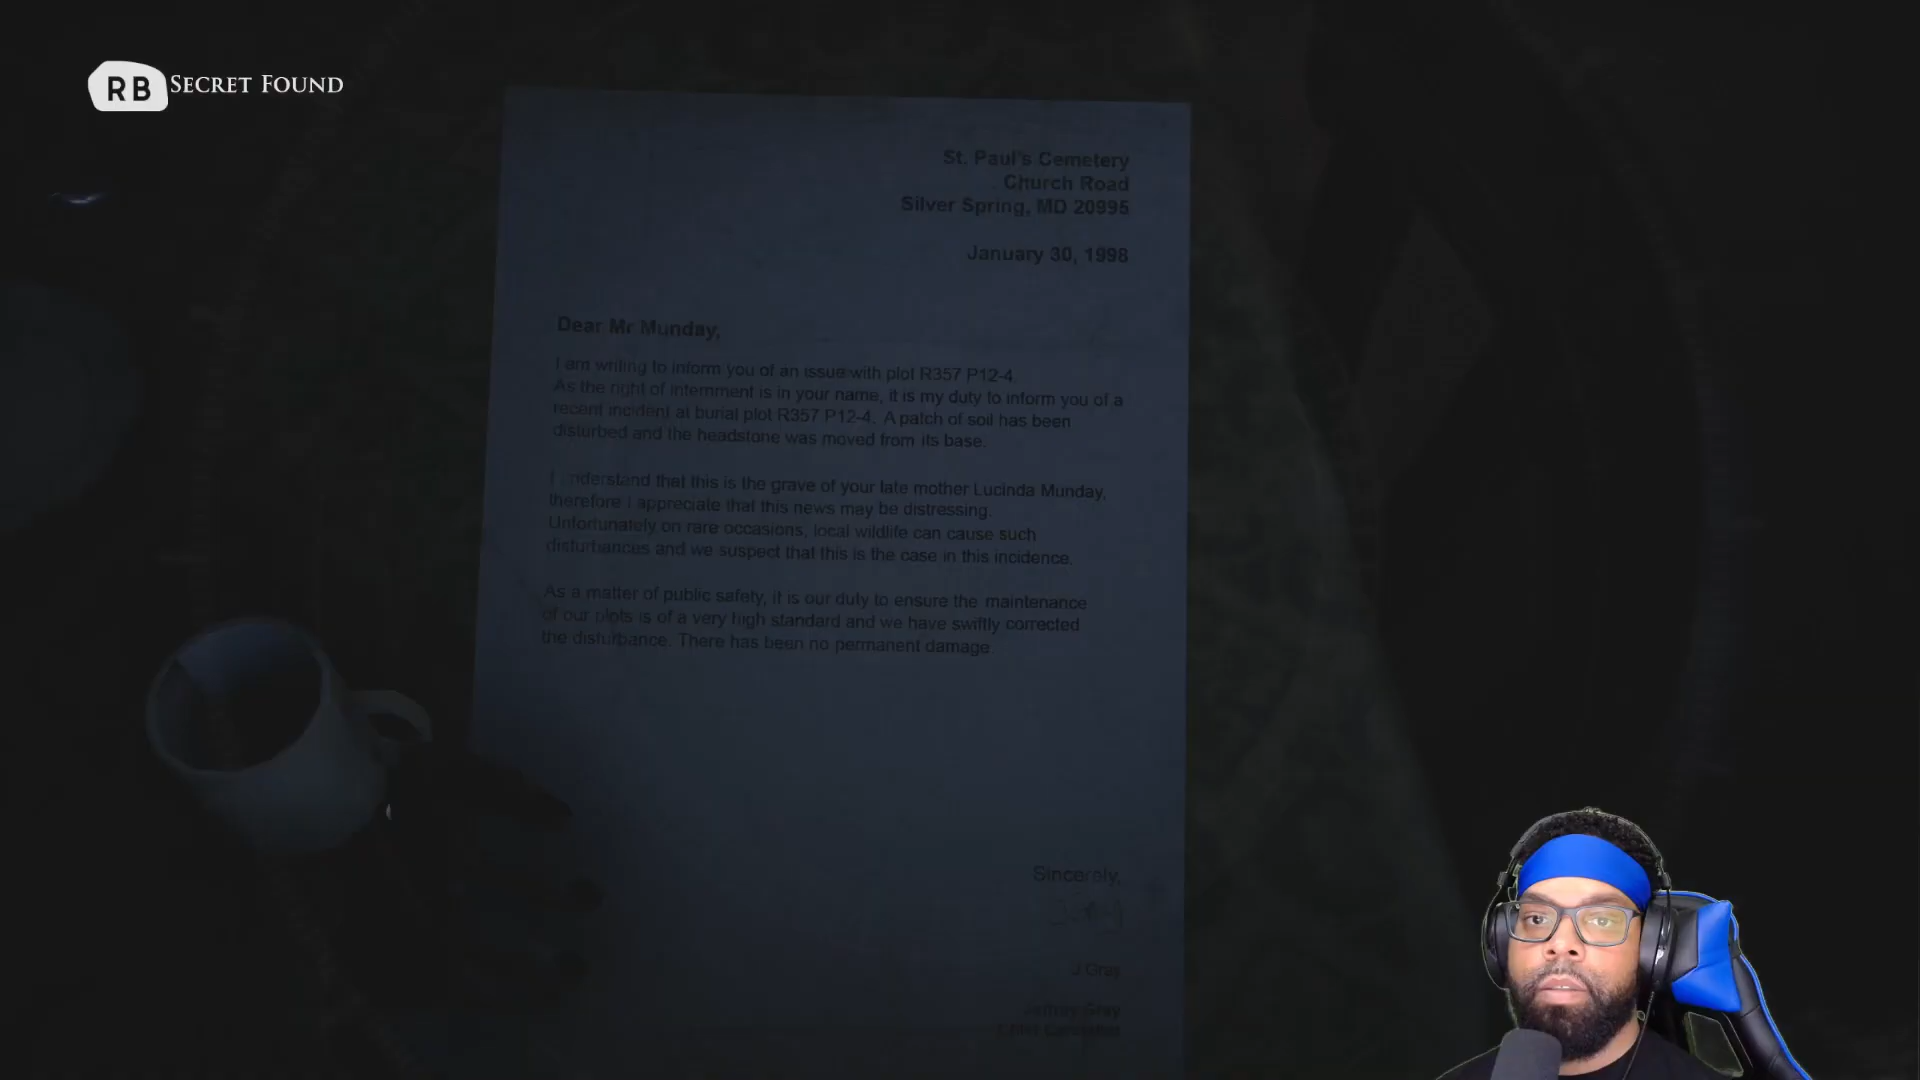 RB SECRET FOUND
St. Paul's Cemetery
Church Road
Silver Spring, MD 20995
January 30, 1998
Dear Mr Munday,
I am writing to inform you of an issue with plot R357 P12-4.
As the right of internment is in your name, it is my duty to inform you of a
recent incident at burial plot R357 P12-4. A patch of soil has been
disturbed and the headstone was moved from its base.
I understand that this is the grave of your late mother Lucinda Munday,
therefore I appreciate that this news may be distressing.
Unfortunately on rare occasions, local wildlife can cause such
disturbances and we suspect that this is the case in this incidence.
As a matter of public safety, it is our duty to ensure the maintenance
of our plots is of a very high standard and we have swiftly corrected
the disturbance. There has been no permanent damage.
Sincerely,
J Gray
Gray